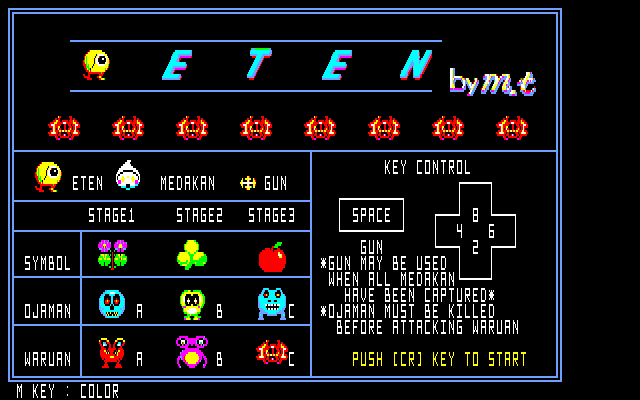 ETEN
by m.t
ETEN MEDAKAN GUN
STAGE1 STAGE2 STAGE3
SYMBOL
OJAMAN A B C
WARUAN A B C
KEY CONTROL
SPACE
8
4 6
2
GUN
*GUN MAY BE USED
WHEN ALL MEDAKAN
HAVE BEEN CAPTURED*
*OJAMAN MUST BE KILLED
BEFORE ATTACKING WARUAN
PUSH [CR] KEY TO START
M KEY : COLOR